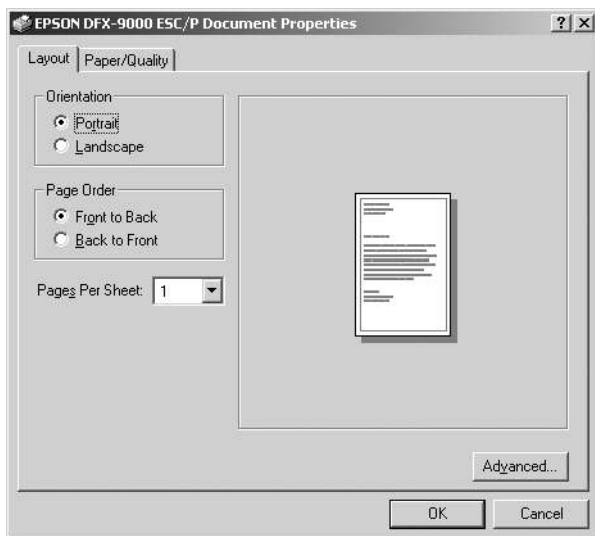 EPSON DFX-9000 ESC/P Document Properties
Layout
Paper/Quality
Orientation
Portrait
Landscape
Page Order
Front to Back
Back to Front
Pages Per Sheet: 1
Advanced...
OK
Cancel